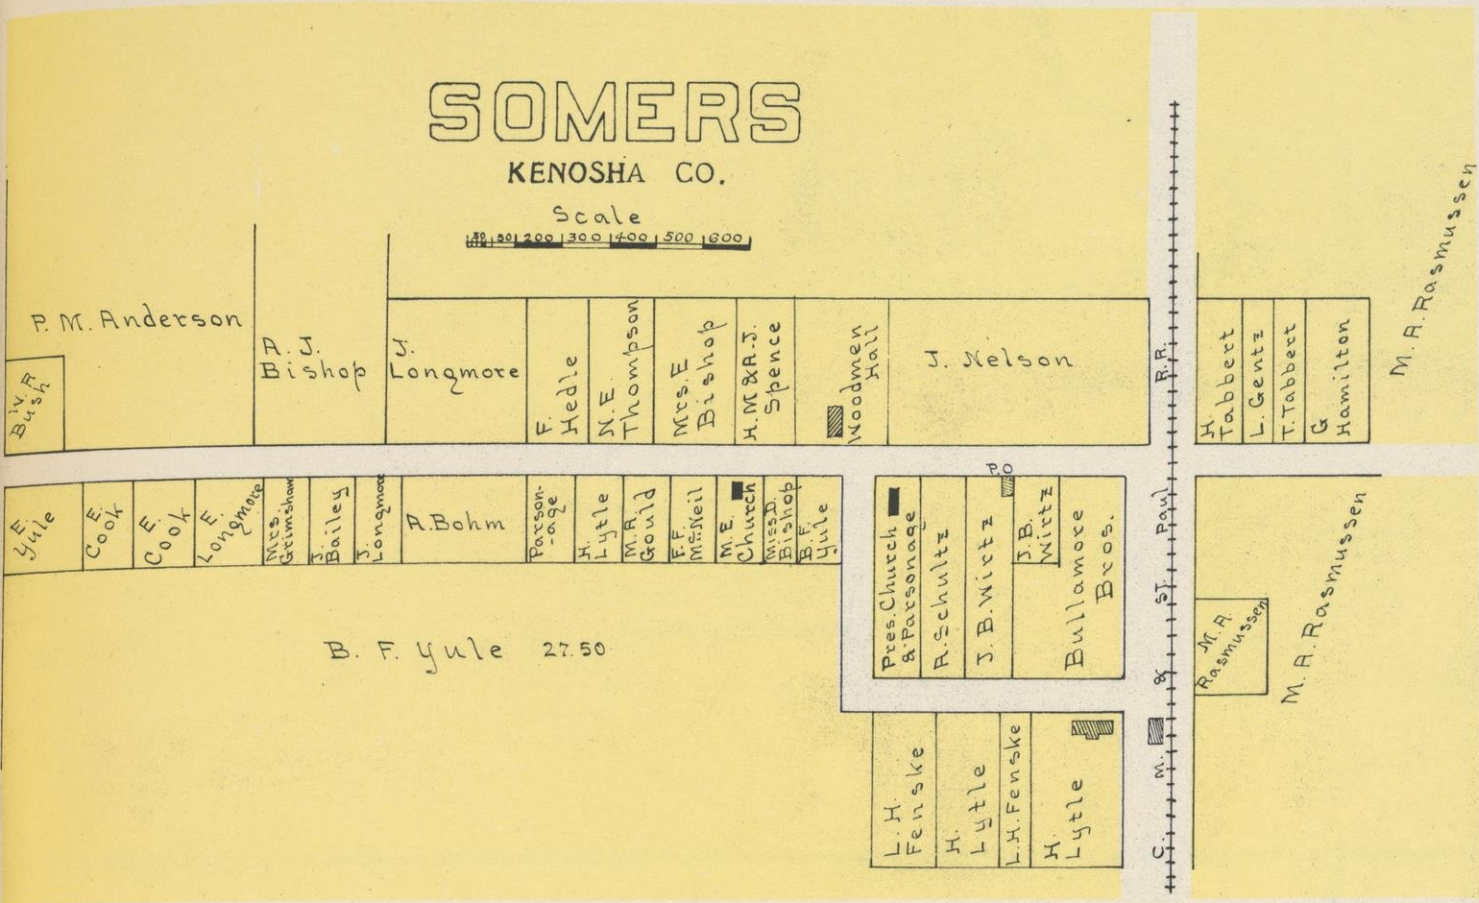 SOMERS
KENOSHA CO.
Scale
50 50 200 300 400 500 600
P. M. Anderson
Bush
A. J.
Bishop
J.
Longmore
F.
Hedle
N. E
Thompson
Mrs. E
Bishop
H. M & A. J.
Spence
Woodmen
Hall
J. Nelson
R.R.
H.
Tabbert
L. Gentz
T. Tabbert
G
Hamilton
M. A. Rasmussen
E.
Yule
E.
Cook
E.
Cook
E.
Longmore
Mrs.
Grimshaw
J.
Bailey
J.
Longmore
A. Bohm
Parson-
-age
H.
Lytle
M. A.
Gould
F. F.
McNeil
M. E.
Church
Miss D.
Bishop
B. F.
Yule
Pres. Church
& Parsonage
A. Schultz
J. B. Wirtz
P.O
J. B.
Wirtz
Bullamore
Bros.
C. M. & ST. PAUL
M. A.
Rasmussen
M. A. Rasmussen
B. F. Yule 27.50
L. H.
Fenske
H.
Lytle
L. H. Fenske
H.
Lytle